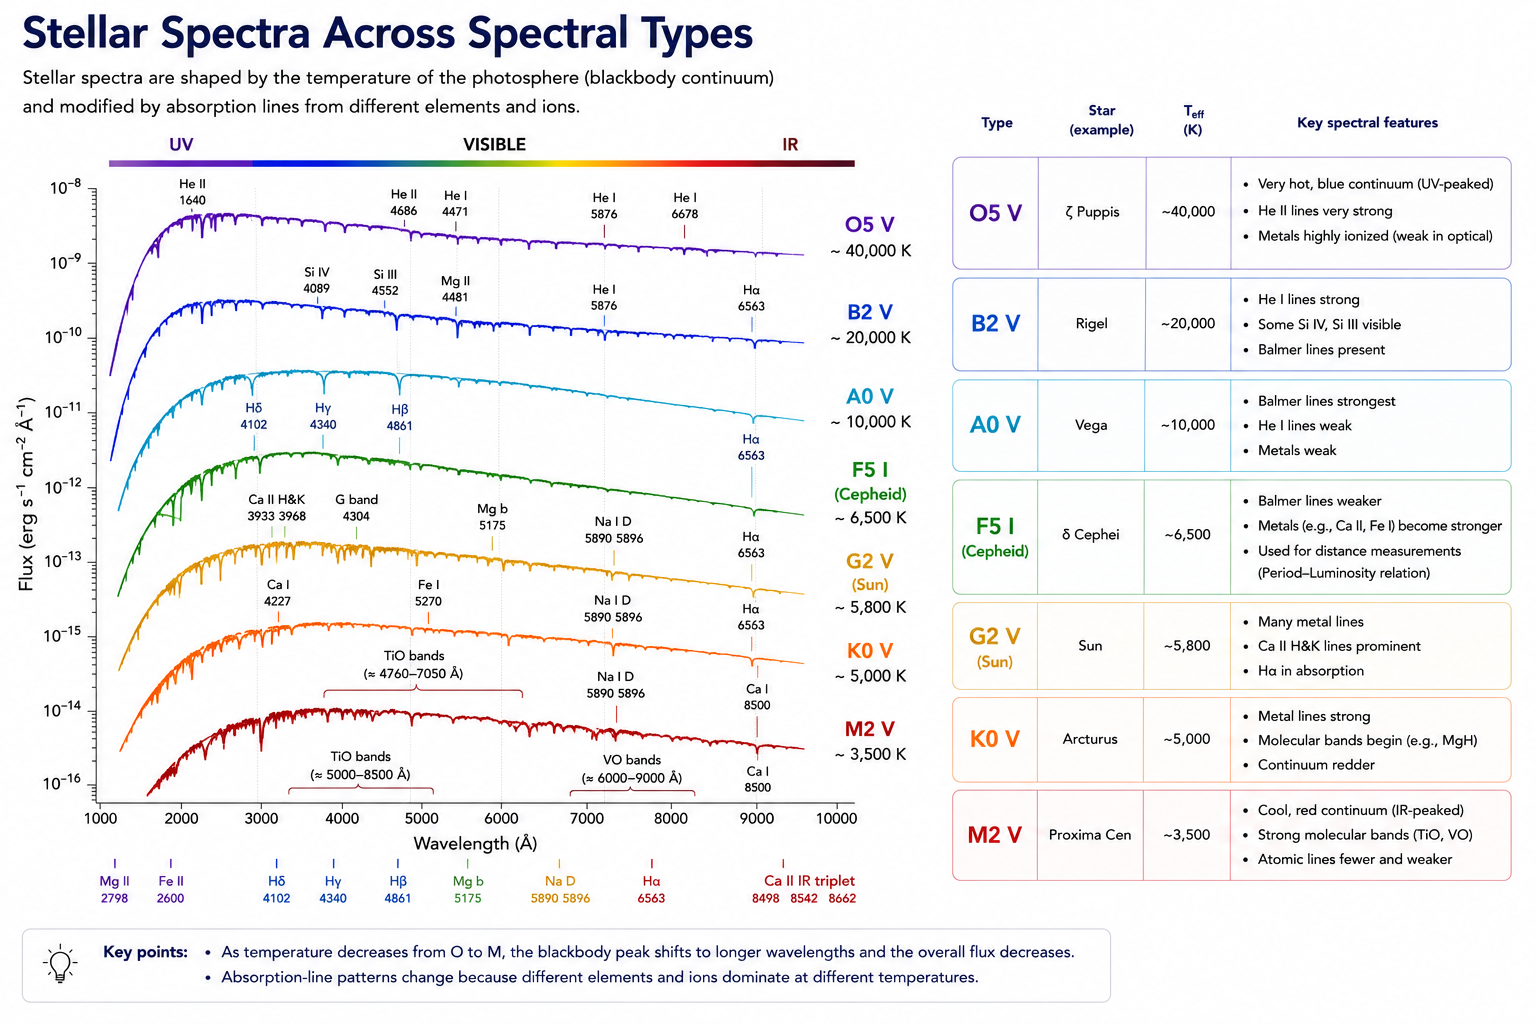 Stellar Spectra Across Spectral Types
Stellar spectra are shaped by the temperature of the photosphere (blackbody continuum)
and modified by absorption lines from different elements and ions.
UV
VISIBLE
IR
Flux (erg s⁻¹ cm⁻² Å⁻¹)
10⁻⁸
10⁻⁹
10⁻¹⁰
10⁻¹¹
10⁻¹²
10⁻¹³
10⁻¹⁵
10⁻¹⁴
10⁻¹⁶
He II
1640
He II
4686
He I
4471
He I
5876
He I
6678
O5 V
~ 40,000 K
Si IV
4089
Si III
4552
Mg II
4481
He I
5876
Hα
6563
B2 V
~ 20,000 K
Hδ
4102
Hγ
4340
Hβ
4861
Hα
6563
A0 V
~ 10,000 K
F5 I
(Cepheid)
~ 6,500 K
Ca II H&K
3933 3968
G band
4304
Mg b
5175
Na I D
5890 5896
Hα
6563
G2 V
(Sun)
~ 5,800 K
Ca I
4227
Fe I
5270
Na I D
5890 5896
Hα
6563
K0 V
~ 5,000 K
TiO bands
(≈ 4760–7050 Å)
Na I D
5890 5896
Ca I
8500
M2 V
~ 3,500 K
TiO bands
(≈ 5000–8500 Å)
VO bands
(≈ 6000–9000 Å)
Ca I
8500
1000 2000 3000 4000 5000 6000 7000 8000 9000 10000
Wavelength (Å)
Mg II
2798
Fe II
2600
Hδ
4102
Hγ
4340
Hβ
4861
Mg b
5175
Na D
5890 5896
Hα
6563
Ca II IR triplet
8498 8542 8662
Type
Star
(example)
T_eff
(K)
Key spectral features
O5 V
ζ Puppis
~40,000
• Very hot, blue continuum (UV-peaked)
• He II lines very strong
• Metals highly ionized (weak in optical)
B2 V
Rigel
~20,000
• He I lines strong
• Some Si IV, Si III visible
• Balmer lines present
A0 V
Vega
~10,000
• Balmer lines strongest
• He I lines weak
• Metals weak
F5 I
(Cepheid)
δ Cephei
~6,500
• Balmer lines weaker
• Metals (e.g., Ca II, Fe I) become stronger
• Used for distance measurements
(Period–Luminosity relation)
G2 V
(Sun)
Sun
~5,800
• Many metal lines
• Ca II H&K lines prominent
• Hα in absorption
K0 V
Arcturus
~5,000
• Metal lines strong
• Molecular bands begin (e.g., MgH)
• Continuum redder
M2 V
Proxima Cen
~3,500
• Cool, red continuum (IR-peaked)
• Strong molecular bands (TiO, VO)
• Atomic lines fewer and weaker
Key points:
• As temperature decreases from O to M, the blackbody peak shifts to longer wavelengths and the overall flux decreases.
• Absorption-line patterns change because different elements and ions dominate at different temperatures.